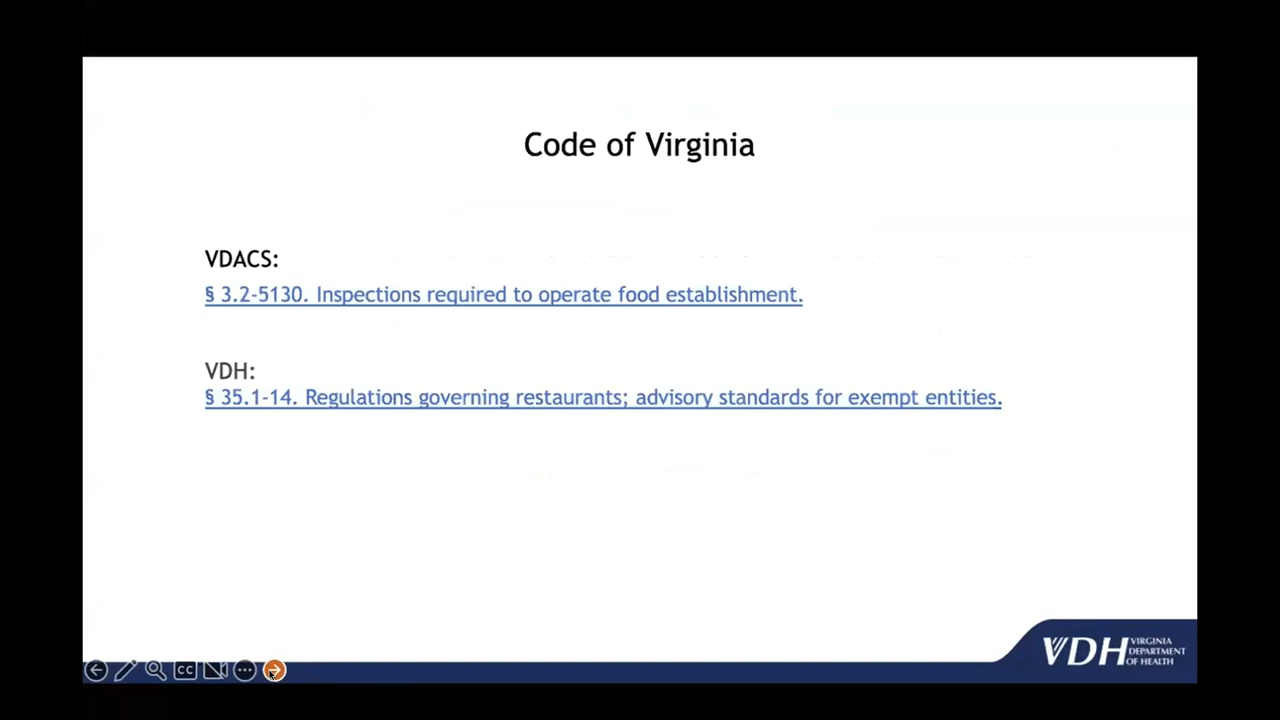 Code of Virginia
VDACS:
§ 3.2-5130. Inspections required to operate food establishment.
VDH:
§ 35.1-14. Regulations governing restaurants; advisory standards for exempt entities.
CC
VDH VIRGINIA
DEPARTMENT
OF HEALTH